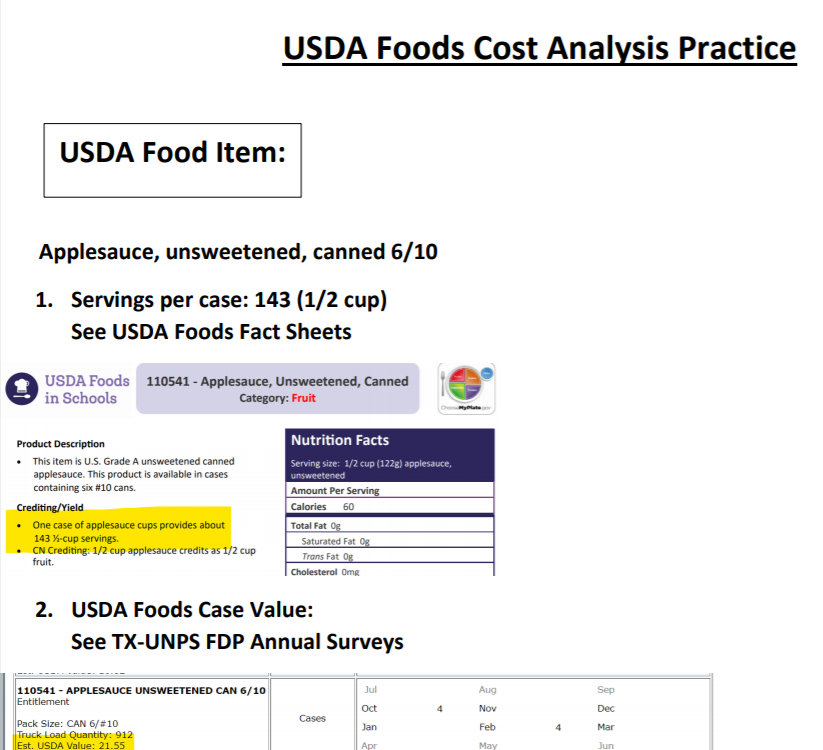 USDA Foods Cost Analysis Practice
USDA Food Item:
Applesauce, unsweetened, canned 6/10
1. Servings per case: 143 (1/2 cup)
See USDA Foods Fact Sheets
USDA Foods
in Schools
110541 - Applesauce, Unsweetened, Canned
Category: Fruit
ChooseMyPlate.gov
Product Description
• This item is U.S. Grade A unsweetened canned
applesauce. This product is available in cases
containing six #10 cans.
Crediting/Yield
• One case of applesauce cups provides about
143 ½-cup servings.
• CN Crediting: 1/2 cup applesauce credits as 1/2 cup
fruit.
Nutrition Facts
Serving size: 1/2 cup (122g) applesauce,
unsweetened
Amount Per Serving
Calories 60
Total Fat 0g
Saturated Fat 0g
Trans Fat 0g
Cholesterol 0mg
2. USDA Foods Case Value:
See TX-UNPS FDP Annual Surveys
110541 - APPLESAUCE UNSWEETENED CAN 6/10
Entitlement
Pack Size: CAN 6/#10
Truck Load Quantity: 912
Est. USDA Value: 21.55
Cases
Jul Aug Sep
Oct 4 Nov Dec
Jan Feb 4 Mar
Apr May Jun